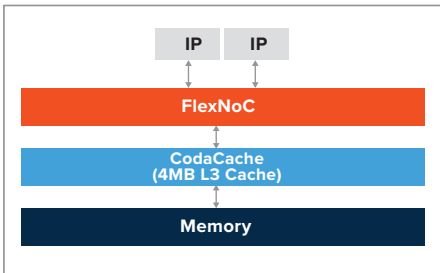 IP IP
FlexNoC
CodaCache
(4MB L3 Cache)
Memory